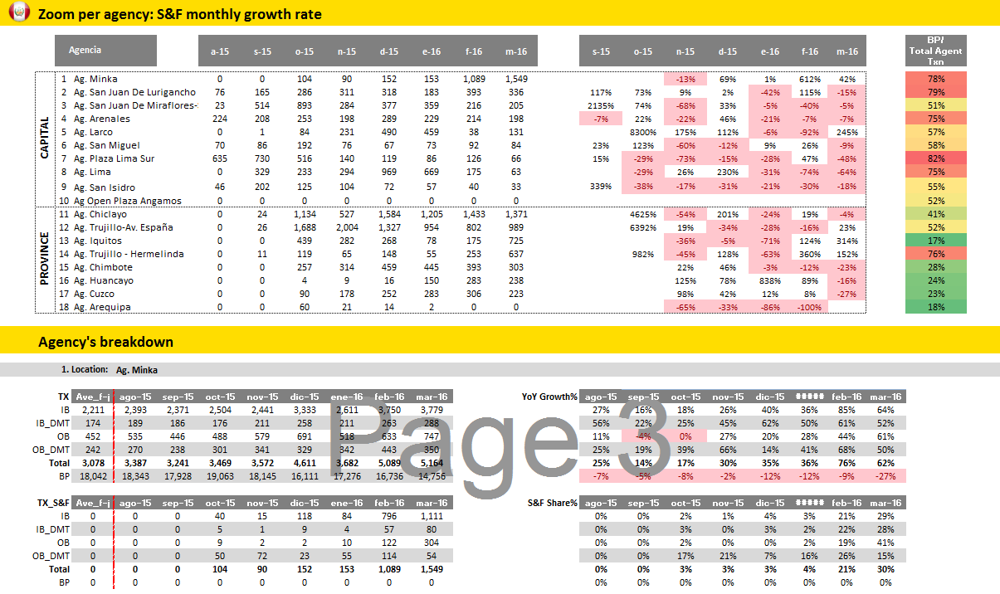 Zoom per agency: S&F monthly growth rate
Agencia a-15 s-15 o-15 n-15 d-15 e-16 f-16 m-16 s-15 o-15 n-15 d-15 e-16 f-16 m-16 BP/ Total Agent Txn
CAPITAL
1 Ag. Minka 0 0 104 90 152 153 1,089 1,549 -13% 69% 1% 612% 42% 78%
2 Ag. San Juan De Lurigancho 76 165 286 311 318 183 393 336 117% 73% 9% 2% -42% 115% -15% 79%
3 Ag. San Juan De Miraflores- 23 514 893 284 377 359 216 205 2135% 74% -68% 33% -5% -40% -5% 51%
4 Ag. Arenales 224 208 253 198 289 229 214 198 -7% 22% -22% 46% -21% -7% -7% 75%
5 Ag. Larco 0 1 84 231 490 459 38 131 8300% 175% 112% -6% -92% 245% 57%
6 Ag. San Miguel 70 86 192 76 67 73 92 84 23% 123% -60% -12% 9% 26% -9% 58%
7 Ag. Plaza Lima Sur 635 730 516 140 119 86 126 66 15% -29% -73% -15% -28% 47% -48% 82%
8 Ag. Lima 0 329 233 294 969 669 175 63 -29% 26% 230% -31% -74% -64% 75%
9 Ag. San Isidro 46 202 125 104 72 57 40 33 339% -38% -17% -31% -21% -30% -18% 55%
10 Ag Open Plaza Angamos 0 0 0 0 0 0 0 0 52%
PROVINCE
11 Ag. Chiclayo 0 24 1,134 527 1,584 1,205 1,433 1,371 4625% -54% 201% -24% 19% -4% 41%
12 Ag. Trujillo-Av. España 0 26 1,688 2,004 1,327 954 802 989 6392% 19% -34% -28% -16% 23% 52%
13 Ag. Iquitos 0 0 439 282 268 78 175 725 -36% -5% -71% 124% 314% 17%
14 Ag. Trujillo - Hermelinda 0 11 119 65 148 55 253 637 982% -45% 128% -63% 360% 152% 76%
15 Ag. Chimbote 0 0 257 314 459 445 393 303 22% 46% -3% -12% -23% 28%
16 Ag. Huancayo 0 0 4 9 16 150 283 238 125% 78% 838% 89% -16% 24%
17 Ag. Cuzco 0 0 90 178 252 283 306 223 98% 42% 12% 8% -27% 23%
18 Ag. Arequipa 0 0 60 21 14 2 0 0 -65% -33% -86% -100% 18%
Agency's breakdown
1. Location: Ag. Minka
TX Ave_f-j ago-15 sep-15 oct-15 nov-15 dic-15 ene-16 feb-16 mar-16 YoY Growth% ago-15 sep-15 oct-15 nov-15 dic-15 ##### feb-16 mar-16
IB 2,211 2,393 2,371 2,504 2,441 3,333 2,611 3,750 3,779 27% 16% 18% 26% 40% 36% 85% 64%
IB_DMT 174 189 186 176 211 258 211 263 288 56% 22% 25% 45% 62% 50% 61% 52%
OB 452 535 446 488 579 691 518 633 747 11% -4% 0% 27% 20% 28% 44% 61%
OB_DMT 242 270 238 301 341 329 342 443 350 25% 19% 39% 66% 14% 41% 68% 50%
Total 3,078 3,387 3,241 3,469 3,572 4,611 3,682 5,089 5,164 25% 14% 17% 30% 35% 36% 76% 62%
BP 18,042 18,343 17,928 19,063 18,145 16,111 17,276 16,736 14,756 -7% -5% -8% -2% -12% -12% -9% -27%
Page 3
TX_S&F Ave_f-j ago-15 sep-15 oct-15 nov-15 dic-15 ene-16 feb-16 mar-16 S&F Share% ago-15 sep-15 oct-15 nov-15 dic-15 ##### feb-16 mar-16
IB 0 0 0 40 15 118 84 796 1,111 0% 0% 2% 1% 4% 3% 21% 29%
IB_DMT 0 0 0 5 1 9 4 57 80 0% 0% 3% 0% 3% 2% 22% 28%
OB 0 0 0 9 2 2 10 122 304 0% 0% 2% 0% 0% 2% 19% 41%
OB_DMT 0 0 0 50 72 23 55 114 54 0% 0% 17% 21% 7% 16% 26% 15%
Total 0 0 0 104 90 152 153 1,089 1,549 0% 0% 3% 3% 3% 4% 21% 30%
BP 0 0 0 0 0 0 0 0 0 0% 0% 0% 0% 0% 0% 0% 0%